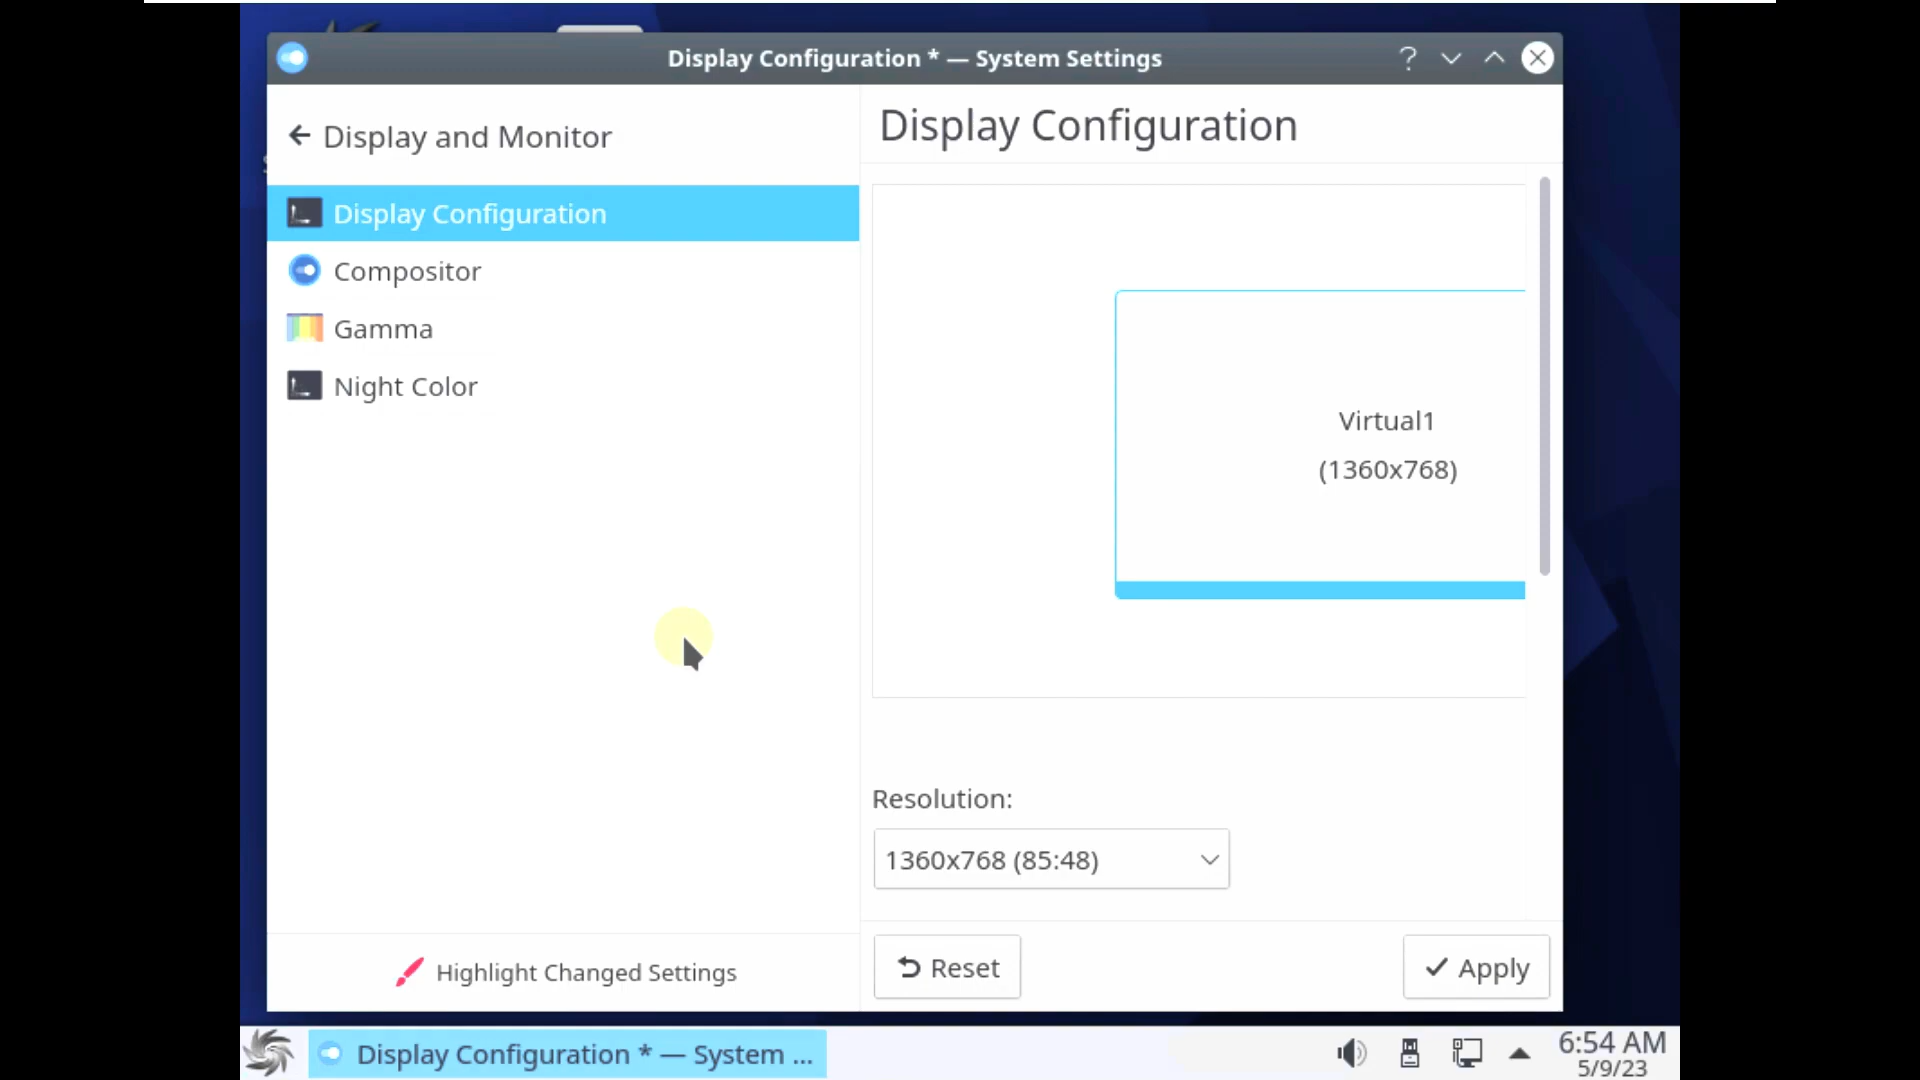 Display Configuration * — System Settings
Display and Monitor
Display Configuration
Compositor
Gamma
Night Color
Highlight Changed Settings
Display Configuration
Virtual1
(1360x768)
Resolution:
1360x768 (85:48)
Reset
Apply
Display Configuration * — System ...
6:54 AM
5/9/23